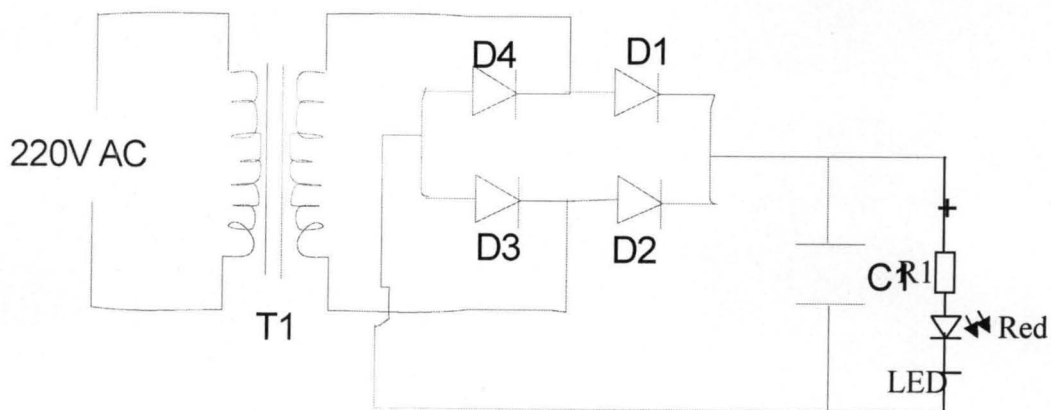 D4
D1
220V AC
D3
D2
T1
+
C1
R1
Red
LED